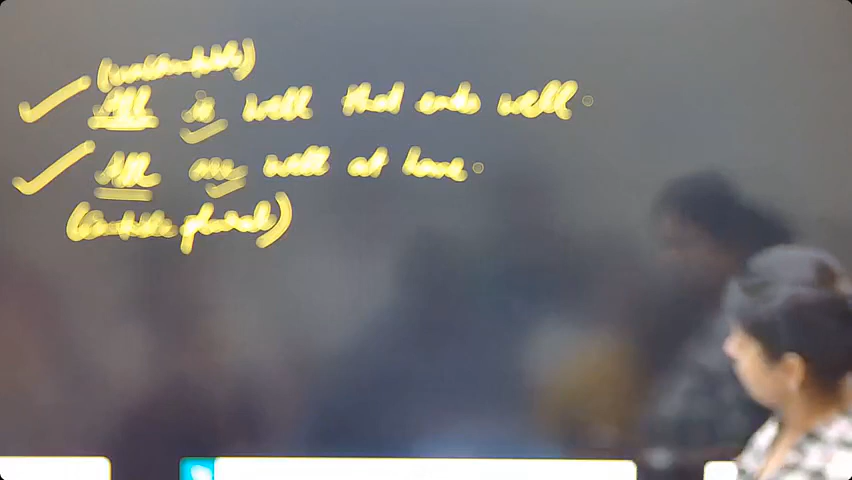 (uncountable)
All is well that ends well.
All are well at home.
(Countable plural)